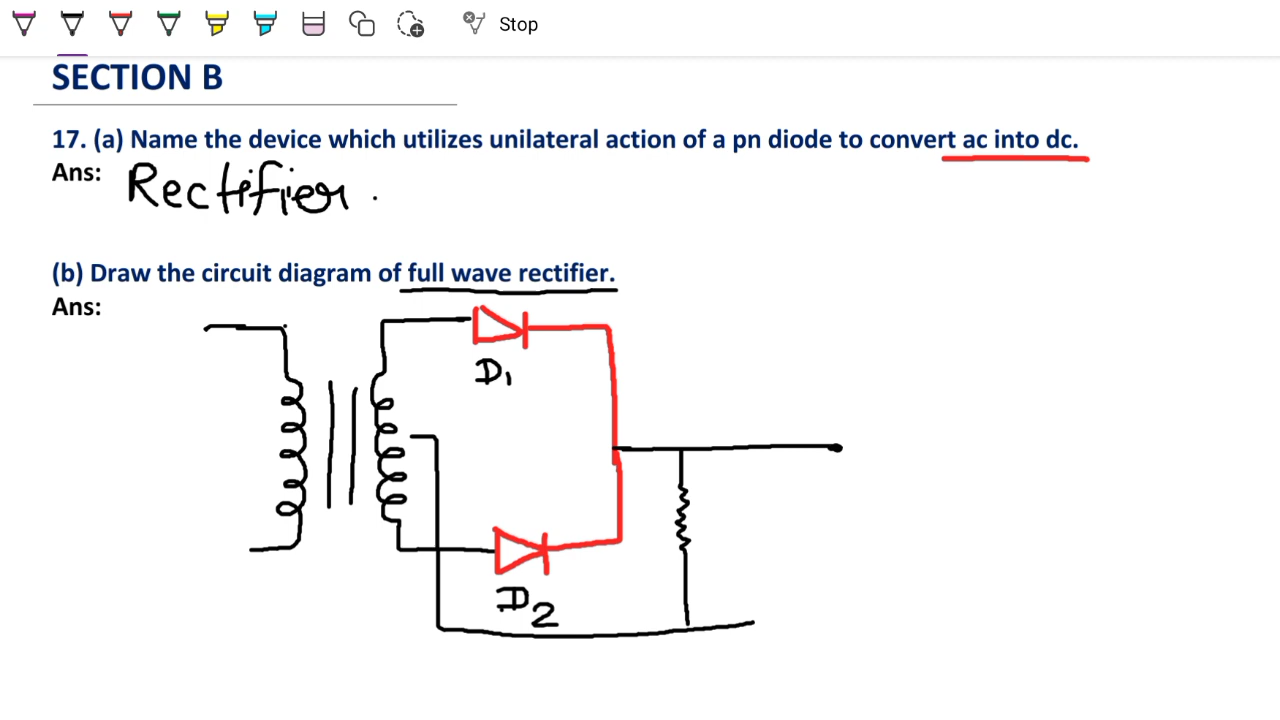 Stop
SECTION B
17. (a) Name the device which utilizes unilateral action of a pn diode to convert ac into dc.
Ans: Rectifier.
(b) Draw the circuit diagram of full wave rectifier.
Ans:
D1
D2